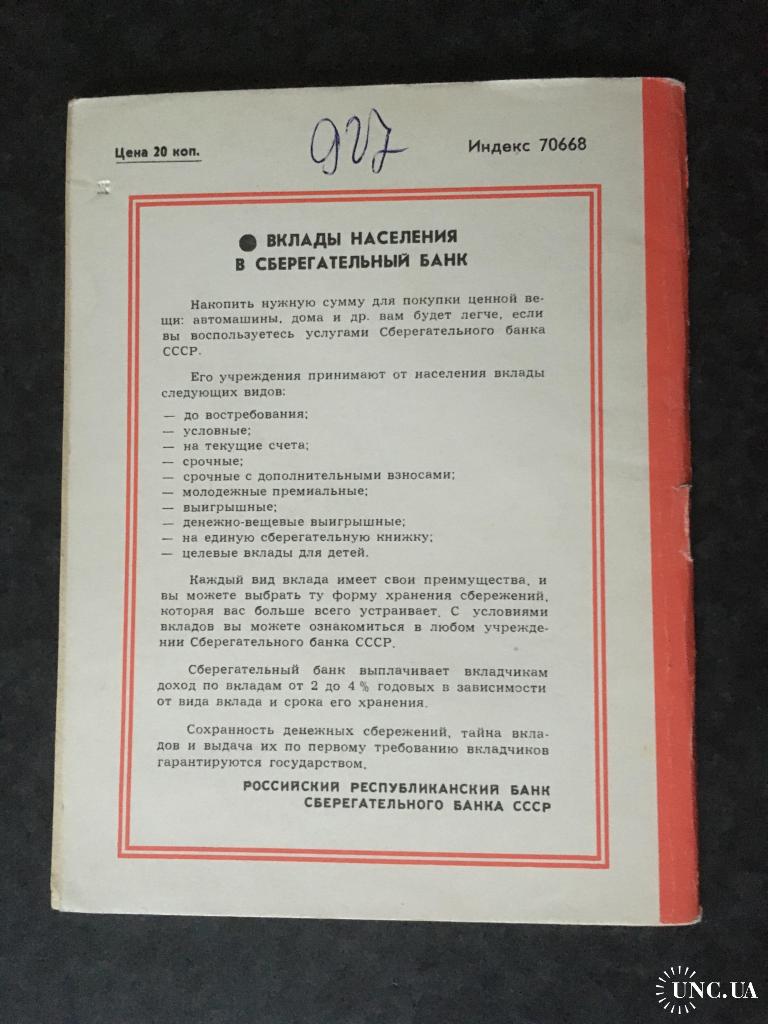 Цена 20 коп.
927
Индекс 70668
● ВКЛАДЫ НАСЕЛЕНИЯ
В СБЕРЕГАТЕЛЬНЫЙ БАНК
Накопить нужную сумму для покупки ценной ве-
щи: автомашины, дома и др. вам будет легче, если
вы воспользуетесь услугами Сберегательного банка
СССР.
Его учреждения принимают от населения вклады
следующих видов:
— до востребования;
— условные;
— на текущие счета;
— срочные;
— срочные с дополнительными взносами;
— молодежные премиальные;
— выигрышные;
— денежно-вещевые выигрышные;
— на единую сберегательную книжку;
— целевые вклады для детей.
Каждый вид вклада имеет свои преимущества, и
вы можете выбрать ту форму хранения сбережений,
которая вас больше всего устраивает. С условиями
вкладов вы можете ознакомиться в любом учрежде-
нии Сберегательного банка СССР.
Сберегательный банк выплачивает вкладчикам
доход по вкладам от 2 до 4% годовых в зависимости
от вида вклада и срока его хранения.
Сохранность денежных сбережений, тайна вкла-
дов и выдача их по первому требованию вкладчиков
гарантируются государством.
РОССИЙСКИЙ РЕСПУБЛИКАНСКИЙ БАНК
СБЕРЕГАТЕЛЬНОГО БАНКА СССР
UNC.UA